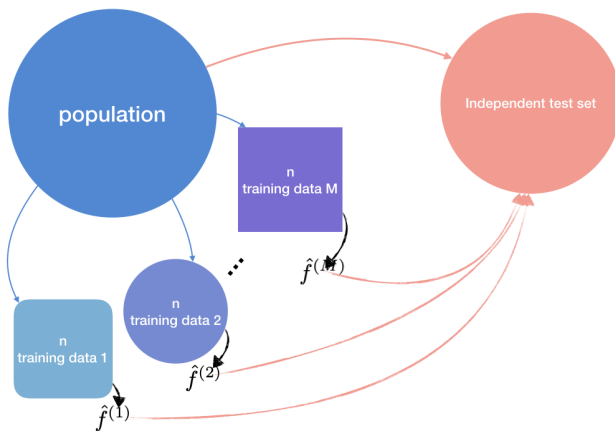 population
Independent test set
n
training data M
f̂^(M)
n
training data 2
f̂^(2)
n
training data 1
f̂^(1)